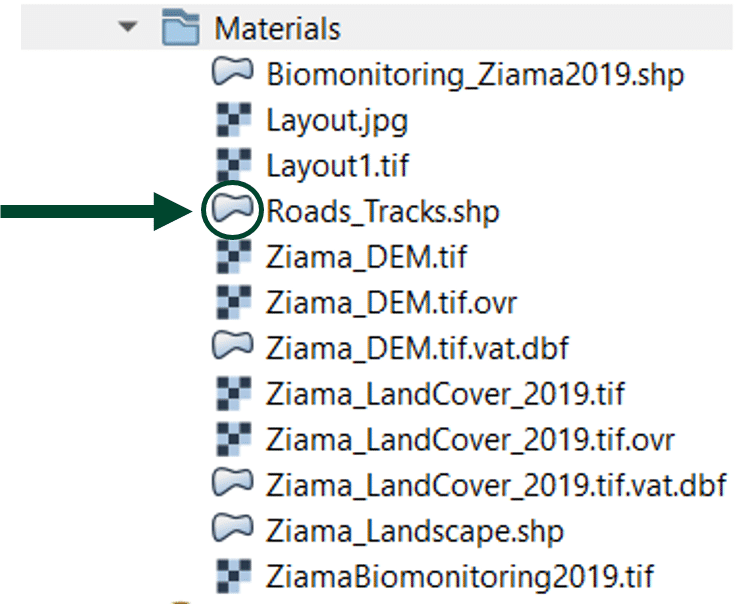 Materials
Biomonitoring_Ziama2019.shp
Layout.jpg
Layout1.tif
Roads_Tracks.shp
Ziama_DEM.tif
Ziama_DEM.tif.ovr
Ziama_DEM.tif.vat.dbf
Ziama_LandCover_2019.tif
Ziama_LandCover_2019.tif.ovr
Ziama_LandCover_2019.tif.vat.dbf
Ziama_Landscape.shp
ZiamaBiomonitoring2019.tif